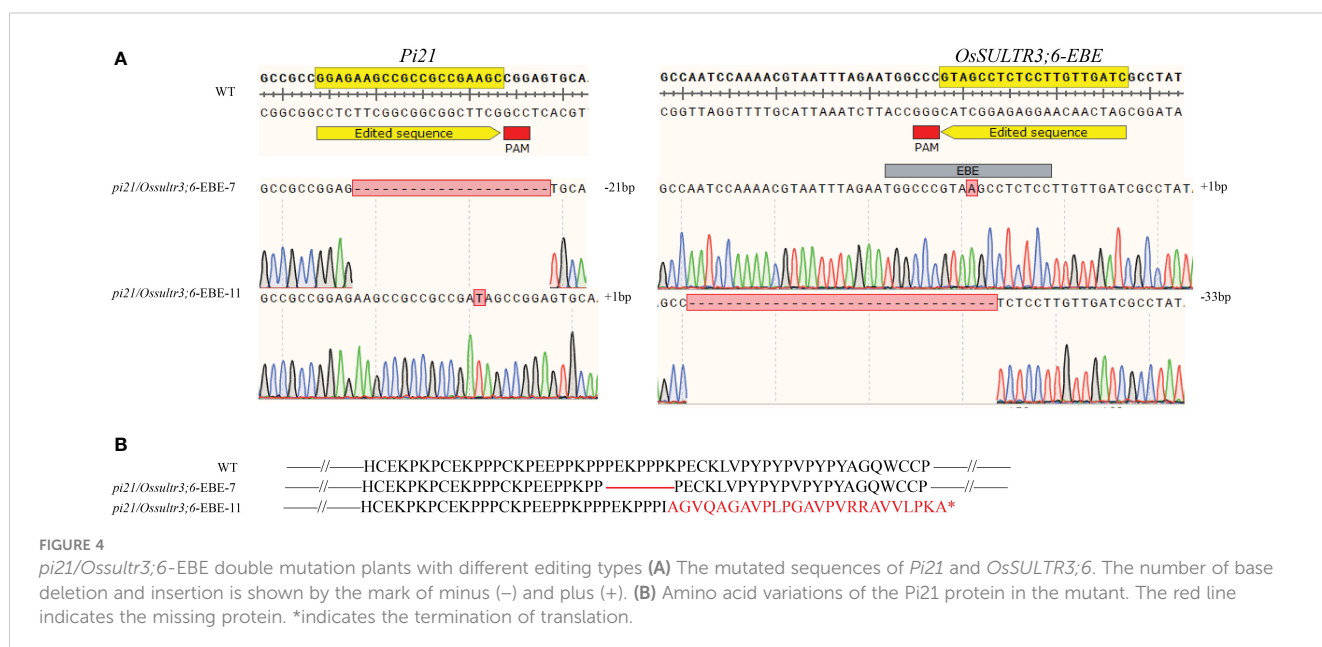 A
Pi21
OsSULTR3;6-EBE
WT
GCCGCCGGAGAAGCCGCCGCCGAAGCCGGAGTGCA
GCCAATCCAAAACGTAATTTAGAATGGCCCGTAGCCTCTCCTTGTTGATCGCCTAT
CGGCGGCCTCTTCGGCGGCGGCTTCGGCCTCACGT
CGGTTAGGTTTTGCATTAAATCTTACCGGGCATCGGAGAGGAACAACTAGCGGATA
Edited sequence
PAM
PAM
Edited sequence
EBE
pi21/Ossultr3;6-EBE-7
GCCGCCGGAG---------------------TGCA
-21bp
GCCAATCCAAAACGTAATTTAGAATGGCCCGTAAGCCTCTCCTTGTTGATCGCCTAT
+1bp
pi21/Ossultr3;6-EBE-11
GCCGCCGGAGAAGCCGCCGCCGATAGCCGGAGTGCA
+1bp
GCC---------------------------------TCTCCTTGTTGATCGCCTAT
-33bp
B
WT
——//——HCEKPKPCEKPPPCKPEEPPKPPPEKPPPKPECKLVPYPYPVPYPYAGQWCCP——//——
pi21/Ossultr3;6-EBE-7
——//——HCEKPKPCEKPPPCKPEEPPKPP————PECKLVPYPYPVPYPYAGQWCCP——//——
pi21/Ossultr3;6-EBE-11
——//——HCEKPKPCEKPPPCKPEEPPKPPPEKPPPIAGVQAGAVPLPGAVPVRRAVVLPKA*
FIGURE 4
pi21/Ossultr3;6-EBE double mutation plants with different editing types (A) The mutated sequences of Pi21 and OsSULTR3;6. The number of base
deletion and insertion is shown by the mark of minus (–) and plus (+). (B) Amino acid variations of the Pi21 protein in the mutant. The red line
indicates the missing protein. *indicates the termination of translation.